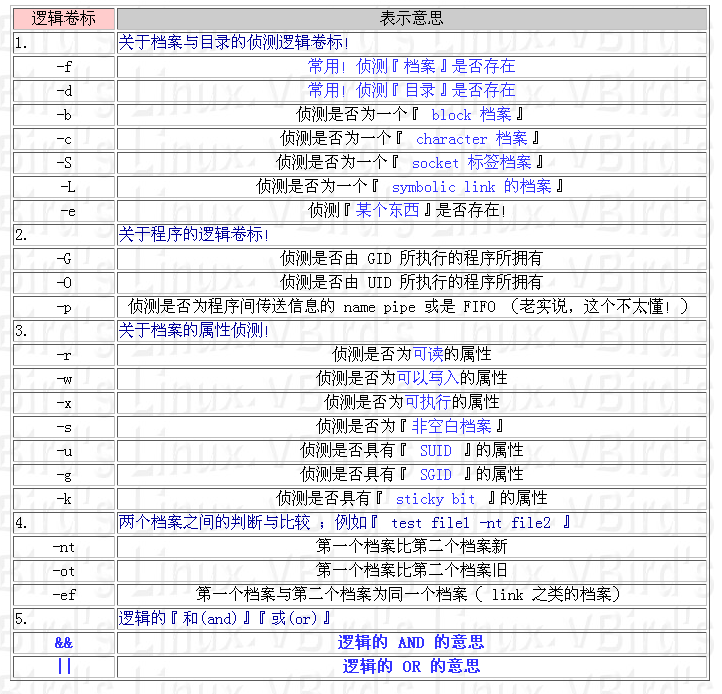 逻辑卷标 表示意思
1. 关于档案与目录的侦测逻辑卷标!
-f 常用! 侦测『档案』是否存在
-d 常用! 侦测『目录』是否存在
-b 侦测是否为一个『 block 档案』
-c 侦测是否为一个『 character 档案』
-S 侦测是否为一个『 socket 标签档案』
-L 侦测是否为一个『 symbolic link 的档案』
-e 侦测『某个东西』是否存在!
2. 关于程序的逻辑卷标!
-G 侦测是否由 GID 所执行的程序所拥有
-O 侦测是否由 UID 所执行的程序所拥有
-p 侦测是否为程序间传送信息的 name pipe 或是 FIFO (老实说,这个不太懂!)
3. 关于档案的属性侦测!
-r 侦测是否为可读的属性
-w 侦测是否为可以写入的属性
-x 侦测是否为可执行的属性
-s 侦测是否为『非空白档案』
-u 侦测是否具有『 SUID 』的属性
-g 侦测是否具有『 SGID 』的属性
-k 侦测是否具有『 sticky bit 』的属性
4. 两个档案之间的判断与比较 ;例如『 test file1 -nt file2 』
-nt 第一个档案比第二个档案新
-ot 第一个档案比第二个档案旧
-ef 第一个档案与第二个档案为同一个档案( link 之类的档案)
5. 逻辑的『和(and)』『或(or)』
&& 逻辑的 AND 的意思
|| 逻辑的 OR 的意思